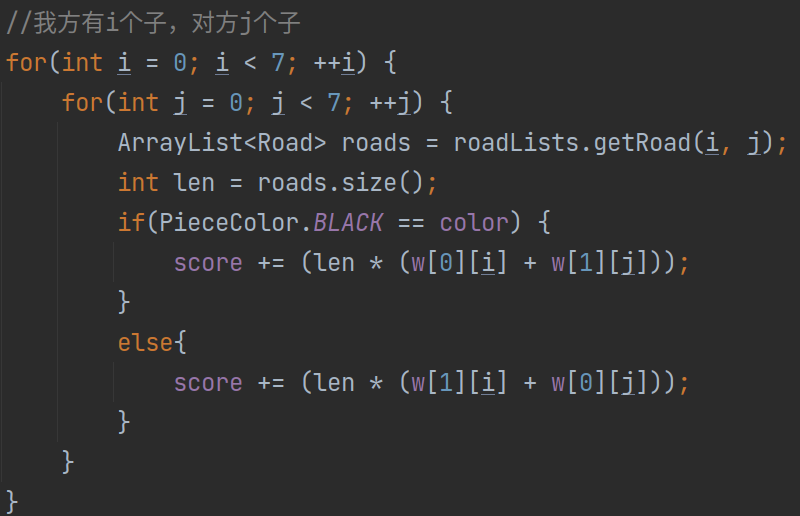 //我方有i个子，对方j个子
for(int i = 0; i < 7; ++i) {
    for(int j = 0; j < 7; ++j) {
        ArrayList<Road> roads = roadLists.getRoad(i, j);
        int len = roads.size();
        if(PieceColor.BLACK == color) {
            score += (len * (w[0][i] + w[1][j]));
        }
        else{
            score += (len * (w[1][i] + w[0][j]));
        }
    }
}